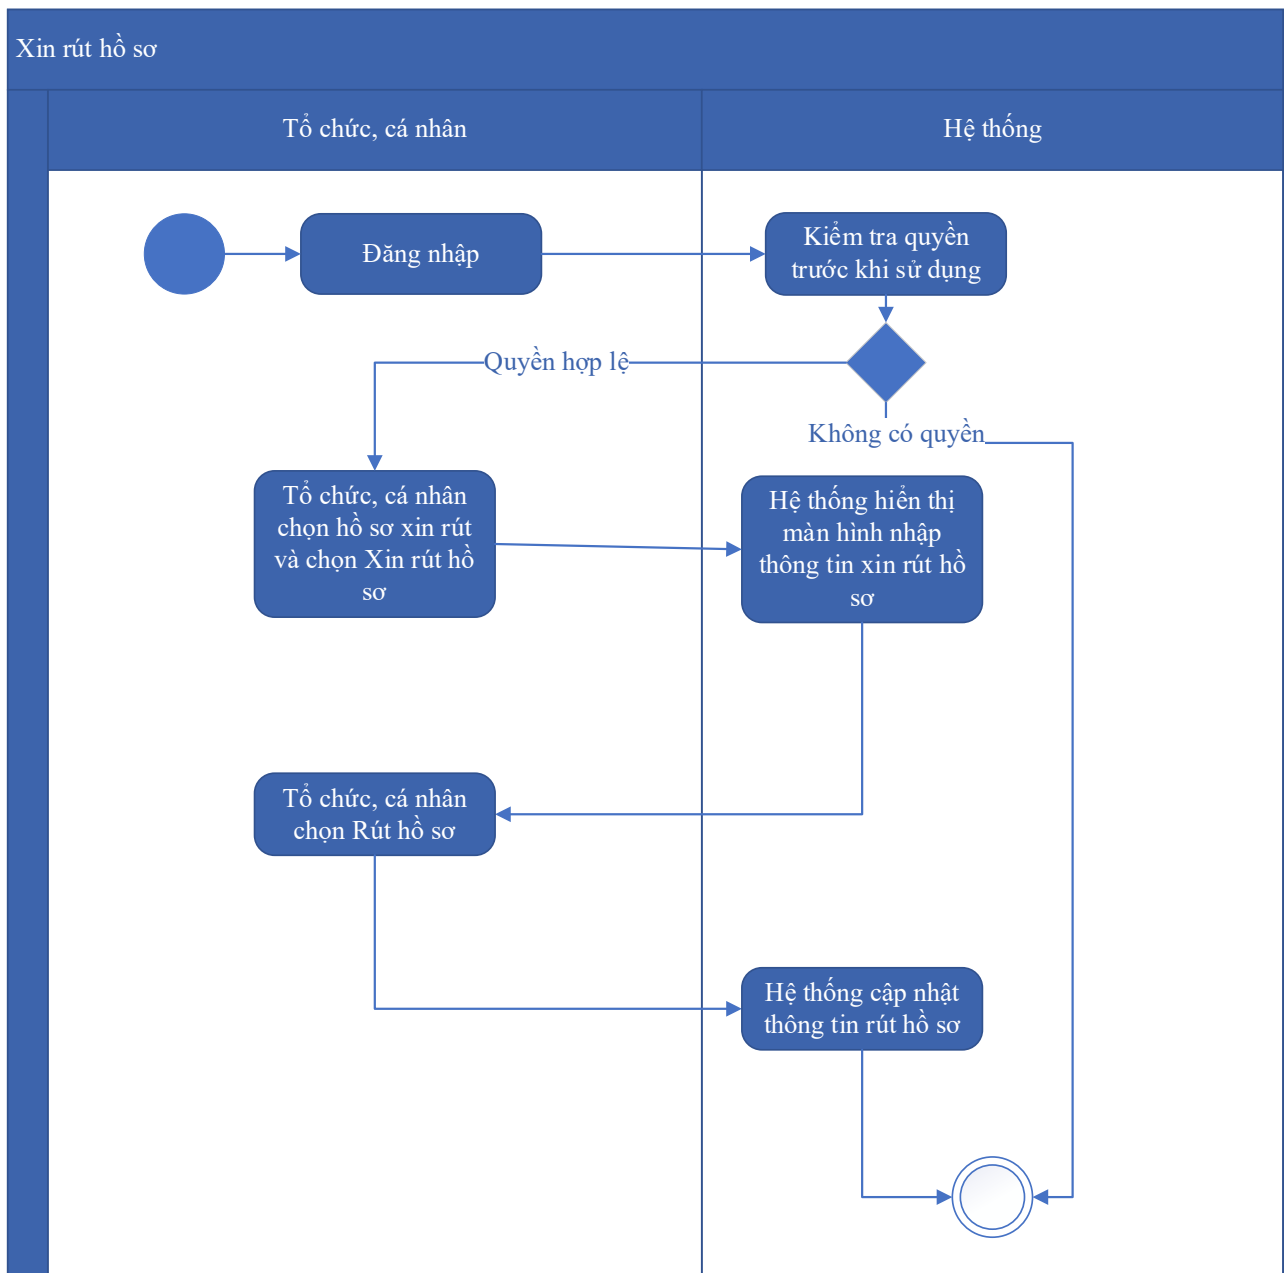 Xin rút hồ sơ
Tổ chức, cá nhân
Hệ thống
Đăng nhập
Kiểm tra quyền
trước khi sử dụng
Quyền hợp lệ
Không có quyền
Tổ chức, cá nhân
chọn hồ sơ xin rút
và chọn Xin rút hồ
sơ
Hệ thống hiển thị
màn hình nhập
thông tin xin rút hồ
sơ
Tổ chức, cá nhân
chọn Rút hồ sơ
Hệ thống cập nhật
thông tin rút hồ sơ